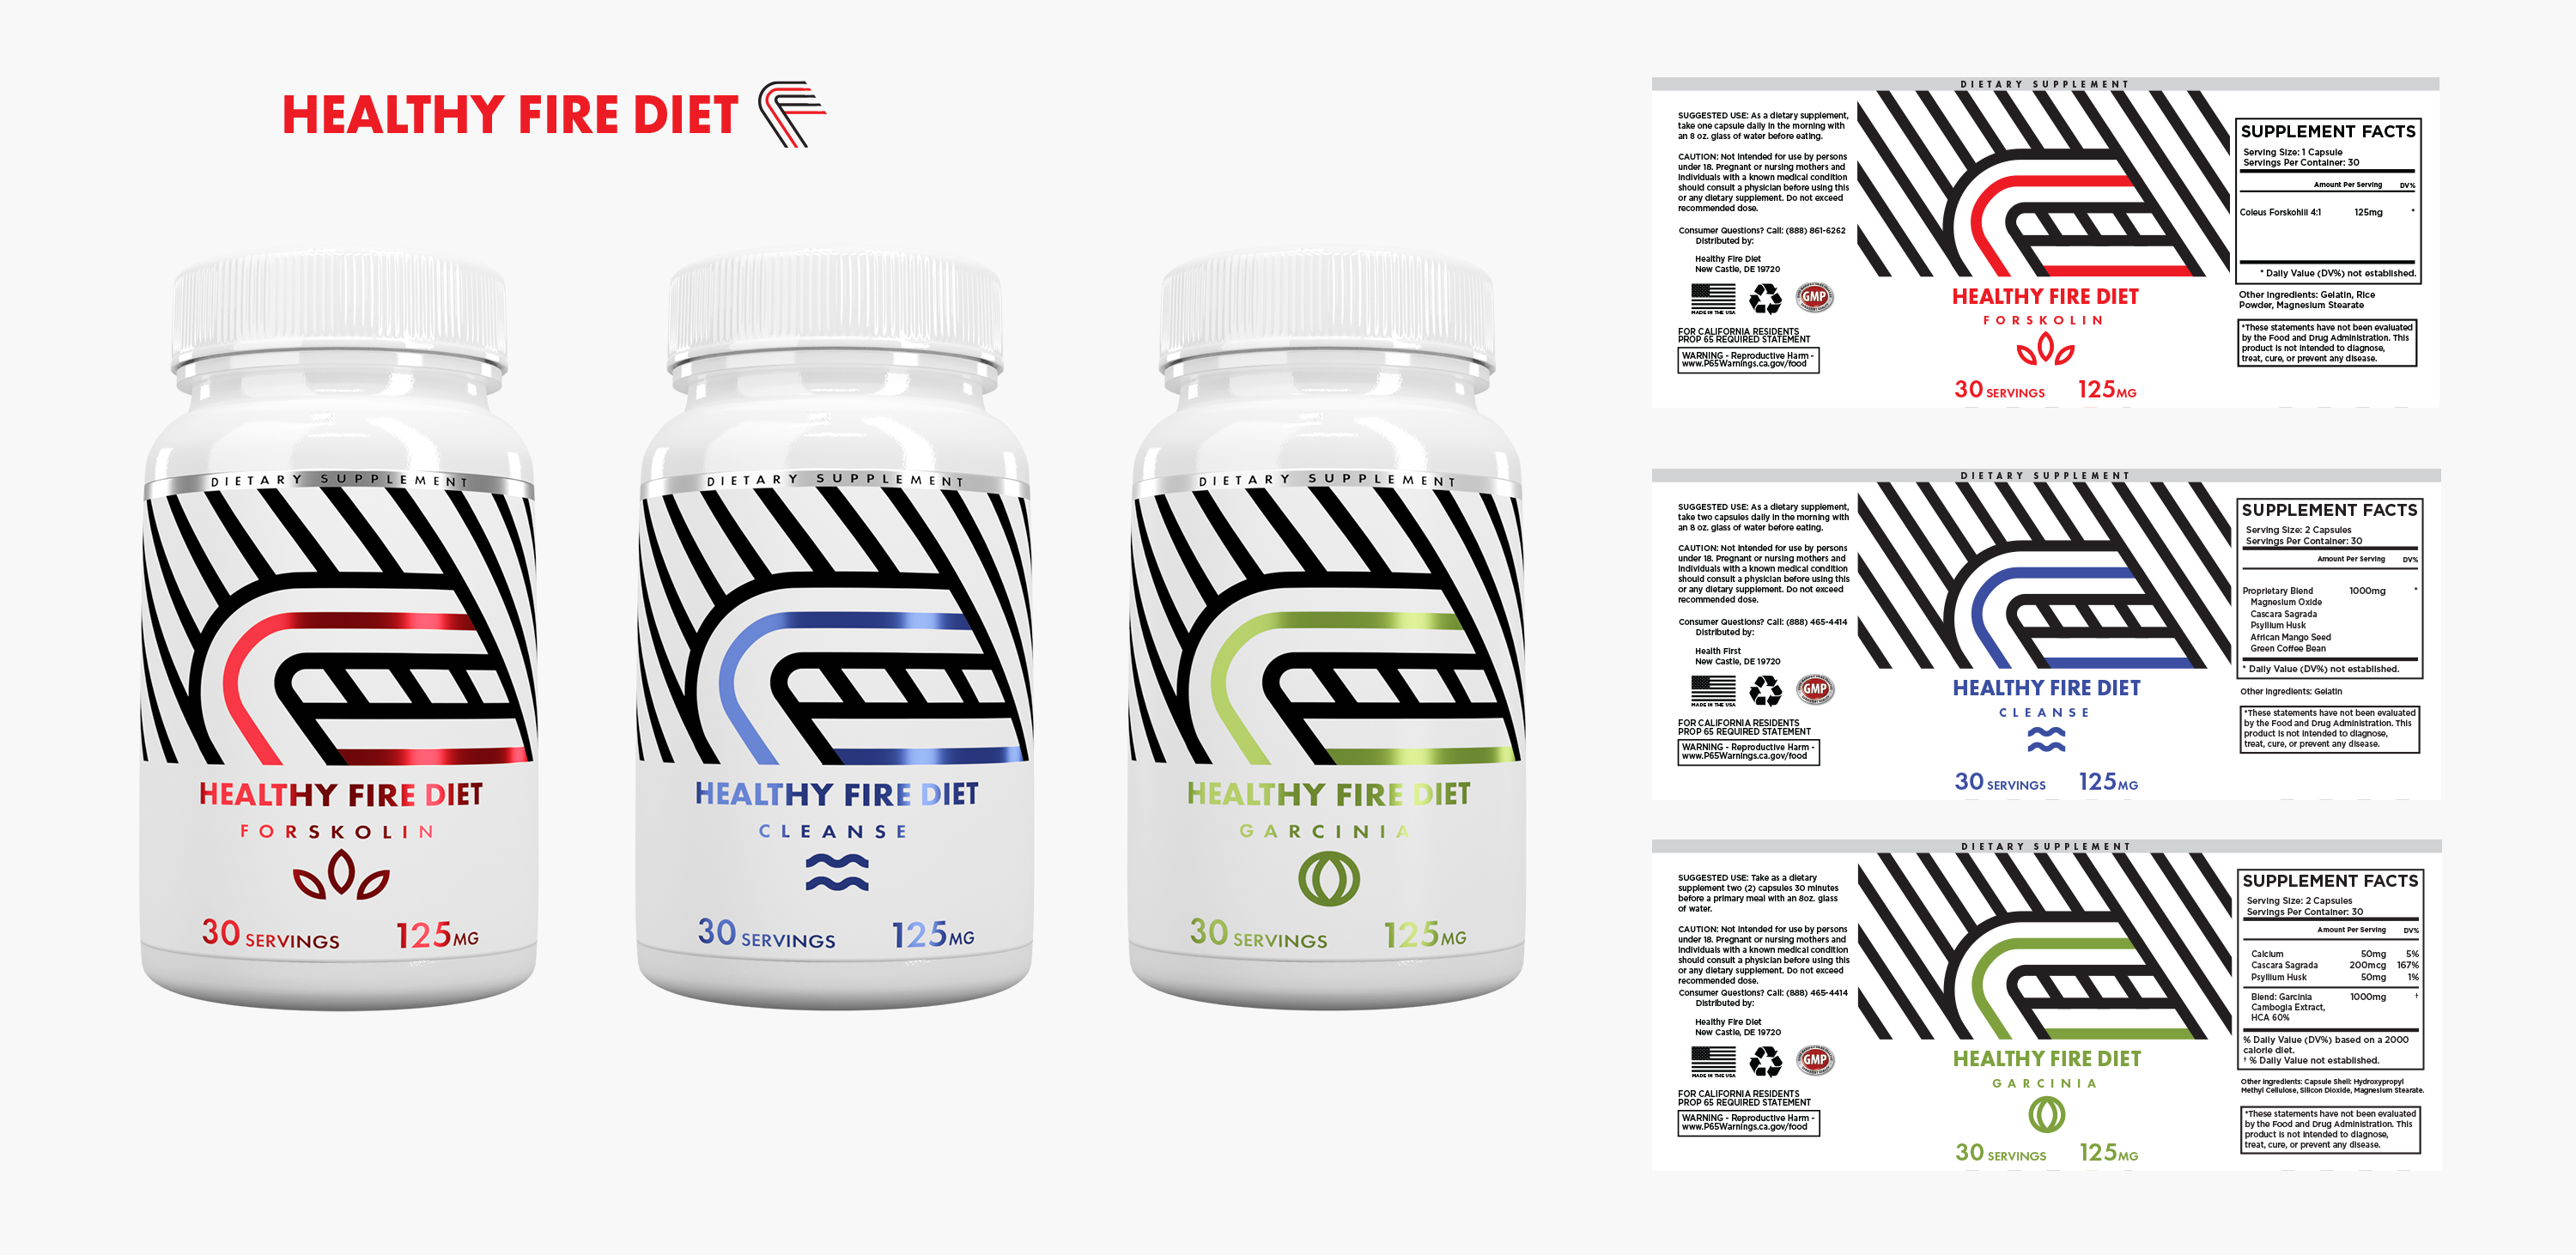 HEALTHY FIRE DIET
DIETARY SUPPLEMENT
HEALTHY FIRE DIET
FORSKOLIN
30 SERVINGS 125MG
DIETARY SUPPLEMENT
HEALTHY FIRE DIET
CLEANSE
30 SERVINGS 125MG
DIETARY SUPPLEMENT
HEALTHY FIRE DIET
GARCINIA
30 SERVINGS 125MG
DIETARY SUPPLEMENT
SUGGESTED USE: As a dietary supplement,
take one capsule daily in the morning with
an 8 oz. glass of water before eating.
CAUTION: Not intended for use by persons
under 18. Pregnant or nursing mothers and
individuals with a known medical condition
should consult a physician before using this
or any dietary supplement. Do not exceed
recommended dose.
Consumer Questions? Call: (888) 861-6262
Distributed by:
Healthy Fire Diet
New Castle, DE 19720
MADE IN THE USA
GMP
FOR CALIFORNIA RESIDENTS
PROP 65 REQUIRED STATEMENT
WARNING - Reproductive Harm -
www.P65Warnings.ca.gov/food
HEALTHY FIRE DIET
FORSKOLIN
30 SERVINGS 125MG
SUPPLEMENT FACTS
Serving Size: 1 Capsule
Servings Per Container: 30
Amount Per Serving DV%
Coleus Forskohlii 4:1 125mg *
* Daily Value (DV%) not established.
Other Ingredients: Gelatin, Rice
Powder, Magnesium Stearate
*These statements have not been evaluated
by the Food and Drug Administration. This
product is not intended to diagnose,
treat, cure, or prevent any disease.
DIETARY SUPPLEMENT
SUGGESTED USE: As a dietary supplement,
take two capsules daily in the morning with
an 8 oz. glass of water before eating.
CAUTION: Not intended for use by persons
under 18. Pregnant or nursing mothers and
individuals with a known medical condition
should consult a physician before using this
or any dietary supplement. Do not exceed
recommended dose.
Consumer Questions? Call: (888) 465-4414
Distributed by:
Health First
New Castle, DE 19720
MADE IN THE USA
GMP
FOR CALIFORNIA RESIDENTS
PROP 65 REQUIRED STATEMENT
WARNING - Reproductive Harm -
www.P65Warnings.ca.gov/food
HEALTHY FIRE DIET
CLEANSE
30 SERVINGS 125MG
SUPPLEMENT FACTS
Serving Size: 2 Capsules
Servings Per Container: 30
Amount Per Serving DV%
Proprietary Blend 1000mg *
Magnesium Oxide
Cascara Sagrada
Psyllium Husk
African Mango Seed
Green Coffee Bean
* Daily Value (DV%) not established.
Other Ingredients: Gelatin
*These statements have not been evaluated
by the Food and Drug Administration. This
product is not intended to diagnose,
treat, cure, or prevent any disease.
DIETARY SUPPLEMENT
SUGGESTED USE: Take as a dietary
supplement two (2) capsules 30 minutes
before a primary meal with an 8oz. glass
of water.
CAUTION: Not intended for use by persons
under 18. Pregnant or nursing mothers and
individuals with a known medical condition
should consult a physician before using this
or any dietary supplement. Do not exceed
recommended dose.
Consumer Questions? Call: (888) 465-4414
Distributed by:
Healthy Fire Diet
New Castle, DE 19720
MADE IN THE USA
GMP
FOR CALIFORNIA RESIDENTS
PROP 65 REQUIRED STATEMENT
WARNING - Reproductive Harm -
www.P65Warnings.ca.gov/food
HEALTHY FIRE DIET
GARCINIA
30 SERVINGS 125MG
SUPPLEMENT FACTS
Serving Size: 2 Capsules
Servings Per Container: 30
Amount Per Serving DV%
Calcium 50mg 5%
Cascara Sagrada 200mcg 167%
Psyllium Husk 50mg 1%
Blend: Garcinia 1000mg †
Cambogia Extract,
HCA 60%
% Daily Value (DV%) based on a 2000
calorie diet.
† % Daily Value not established.
Other Ingredients: Capsule Shell: Hydroxypropyl
Methyl Cellulose, Silicon Dioxide, Magnesium Stearate.
*These statements have not been evaluated
by the Food and Drug Administration. This
product is not intended to diagnose,
treat, cure, or prevent any disease.